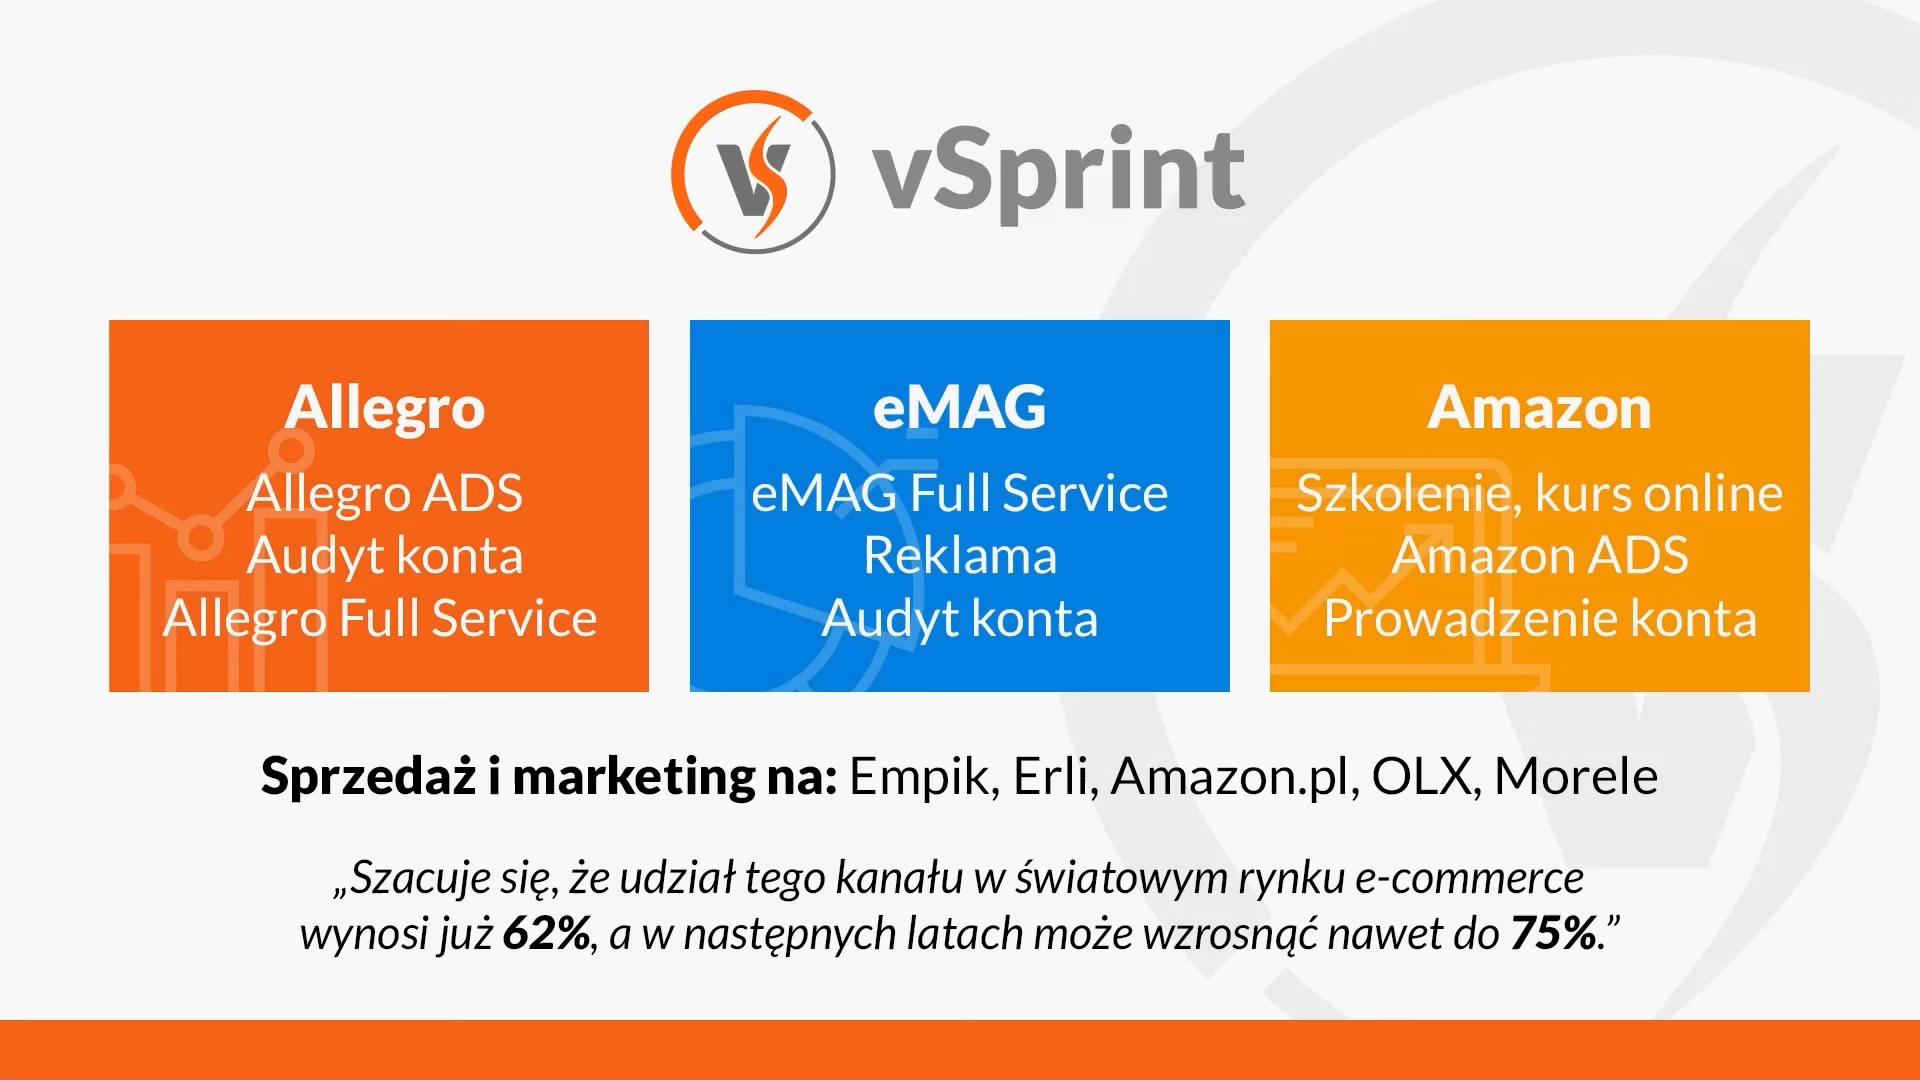 vSprint
Allegro
Allegro ADS
Audyt konta
Allegro Full Service
eMAG
eMAG Full Service
Reklama
Audyt konta
Amazon
Szkolenie, kurs online
Amazon ADS
Prowadzenie konta
Sprzedaż i marketing na: Empik, Erli, Amazon.pl, OLX, Morele
„Szacuje się, że udział tego kanału w światowym rynku e-commerce
wynosi już 62%, a w następnych latach może wzrosnąć nawet do 75%.”